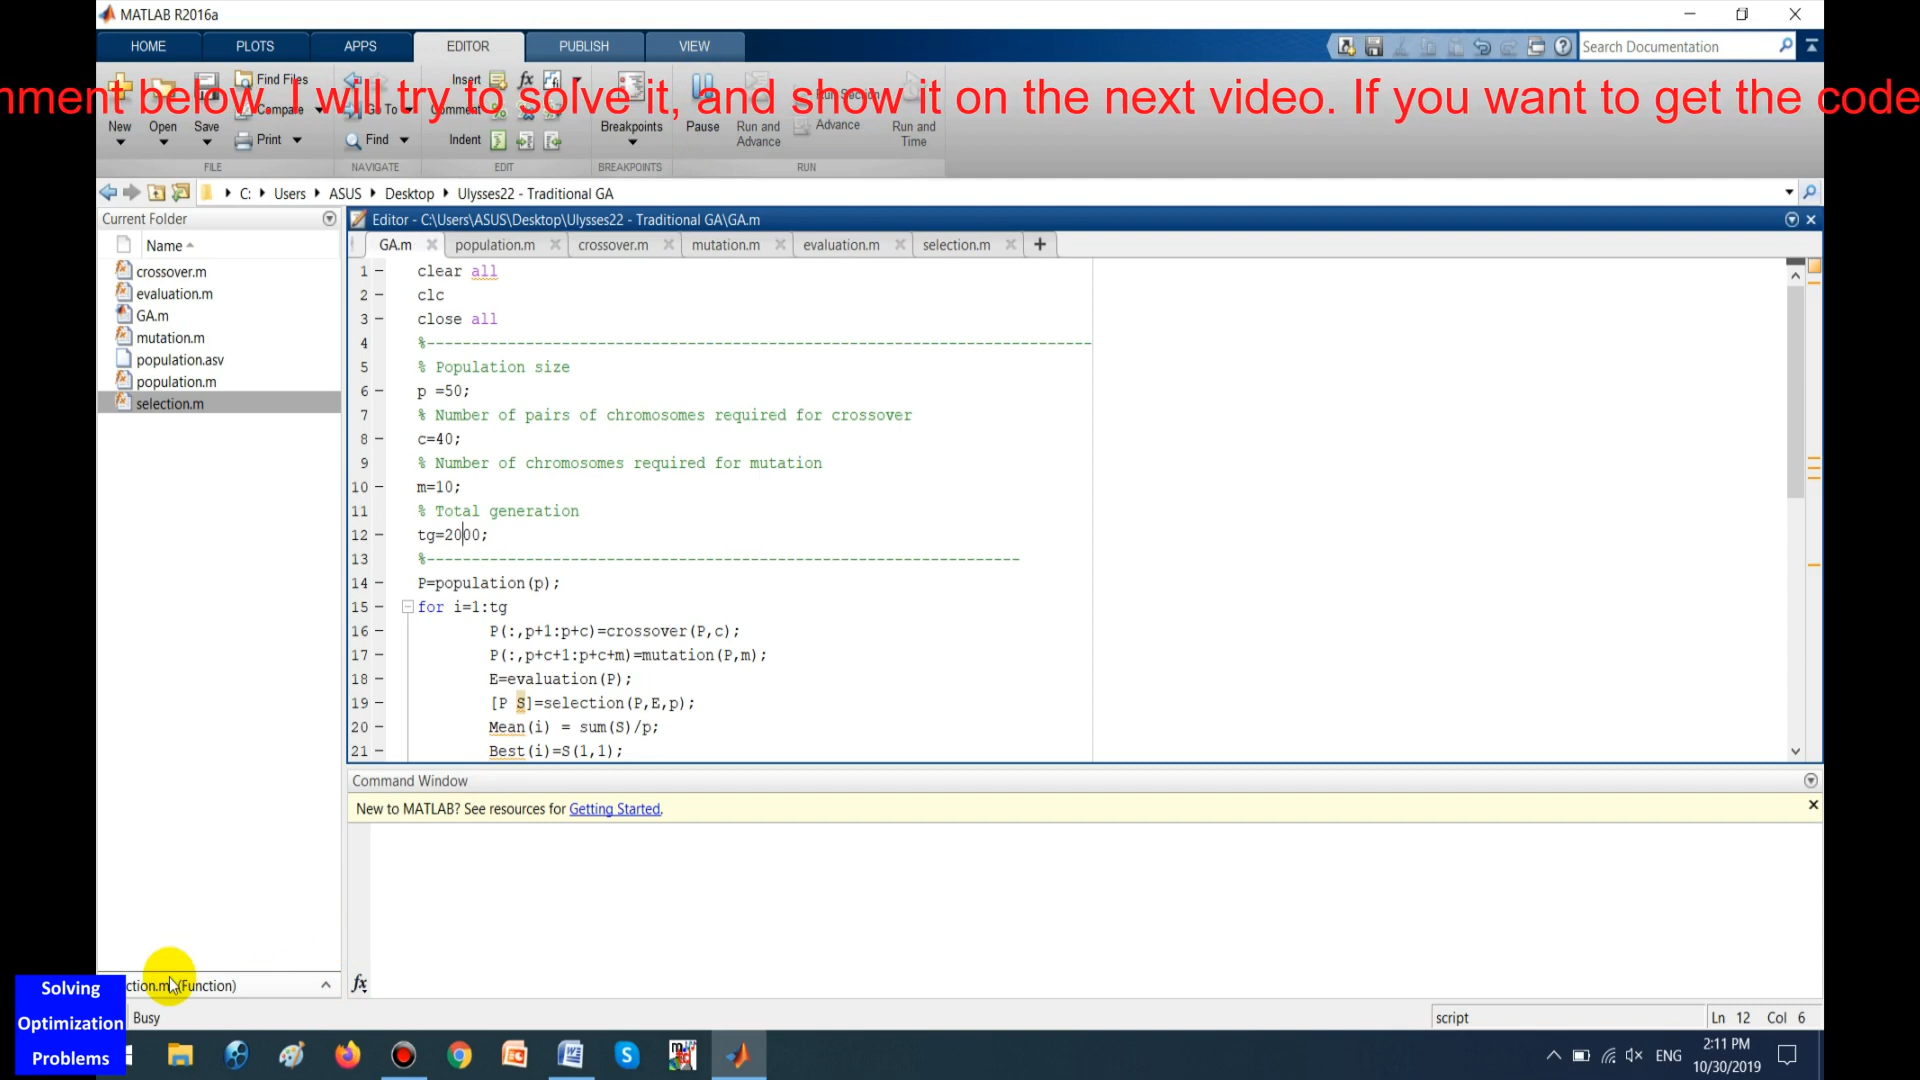 MATLAB R2016a
HOME PLOTS APPS EDITOR PUBLISH VIEW
Search Documentation
nment below. I will try to solve it, and show it on the next video. If you want to get the code
Find Files Insert fx
Compare Go To Comment Run Section
New Open Save Print Find Indent Breakpoints Pause Run and Advance Advance Run and Time
FILE NAVIGATE EDIT BREAKPOINTS RUN
C: Users ASUS Desktop Ulysses22 - Traditional GA
Current Folder
Name
crossover.m
evaluation.m
GA.m
mutation.m
population.asv
population.m
selection.m
Editor - C:\Users\ASUS\Desktop\Ulysses22 - Traditional GA\GA.m
GA.m population.m crossover.m mutation.m evaluation.m selection.m
1 clear all
2 clc
3 close all
4 %--------------------------------------------------------------------------
5 % Population size
6 p =50;
7 % Number of pairs of chromosomes required for crossover
8 c=40;
9 % Number of chromosomes required for mutation
10 m=10;
11 % Total generation
12 tg=2000;
13 %------------------------------------------------------------------
14 P=population(p);
15 for i=1:tg
16 P(:,p+1:p+c)=crossover(P,c);
17 P(:,p+c+1:p+c+m)=mutation(P,m);
18 E=evaluation(P);
19 [P S]=selection(P,E,p);
20 Mean(i) = sum(S)/p;
21 Best(i)=S(1,1);
Command Window
New to MATLAB? See resources for Getting Started.
fx
ction.m (Function)
Busy
script Ln 12 Col 6
Solving
Optimization
Problems
ENG
2:11 PM
10/30/2019